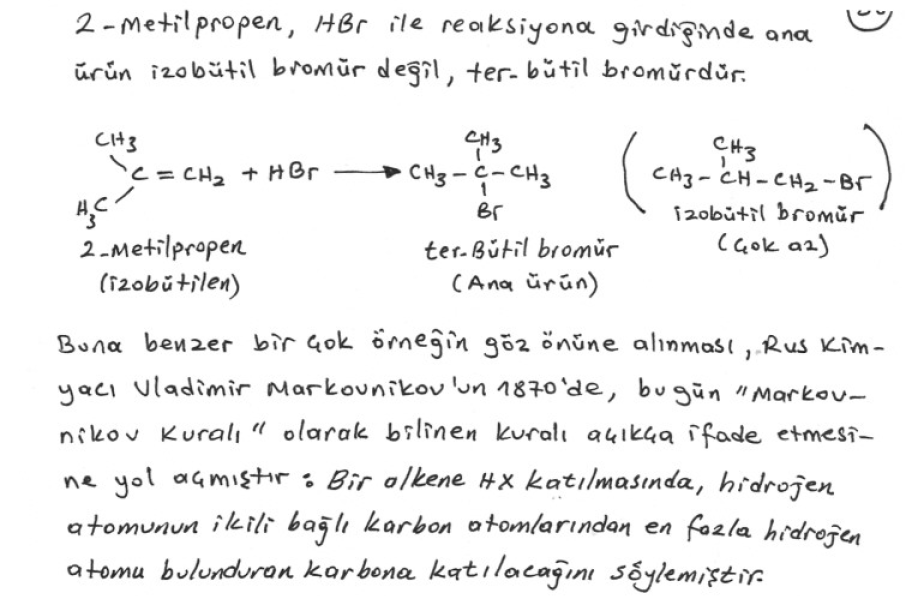 2-Metilpropen, HBr ile reaksiyona girdiğinde ana
ürün izobütil bromür değil, ter-bütil bromürdür.
CH3 CH3 CH3
C = CH2 + HBr → CH3 - C - CH3 ( CH3 - CH - CH2 - Br )
H3C Br izobütil bromür
2-Metilpropen ter-Bütil bromür (Çok az)
(izobütilen) (Ana ürün)
Buna benzer bir çok örneğin göz önüne alınması, Rus Kim-
yacı Vladimir Markovnikov'un 1870'de, bugün "Markov-
nikov Kuralı" olarak bilinen kuralı açıkça ifade etmesi-
ne yol açmıştır : Bir alkene HX katılmasında, hidrojen
atomunun ikili bağlı karbon atomlarından en fazla hidrojen
atomu bulunduran karbona katılacağını söylemiştir.